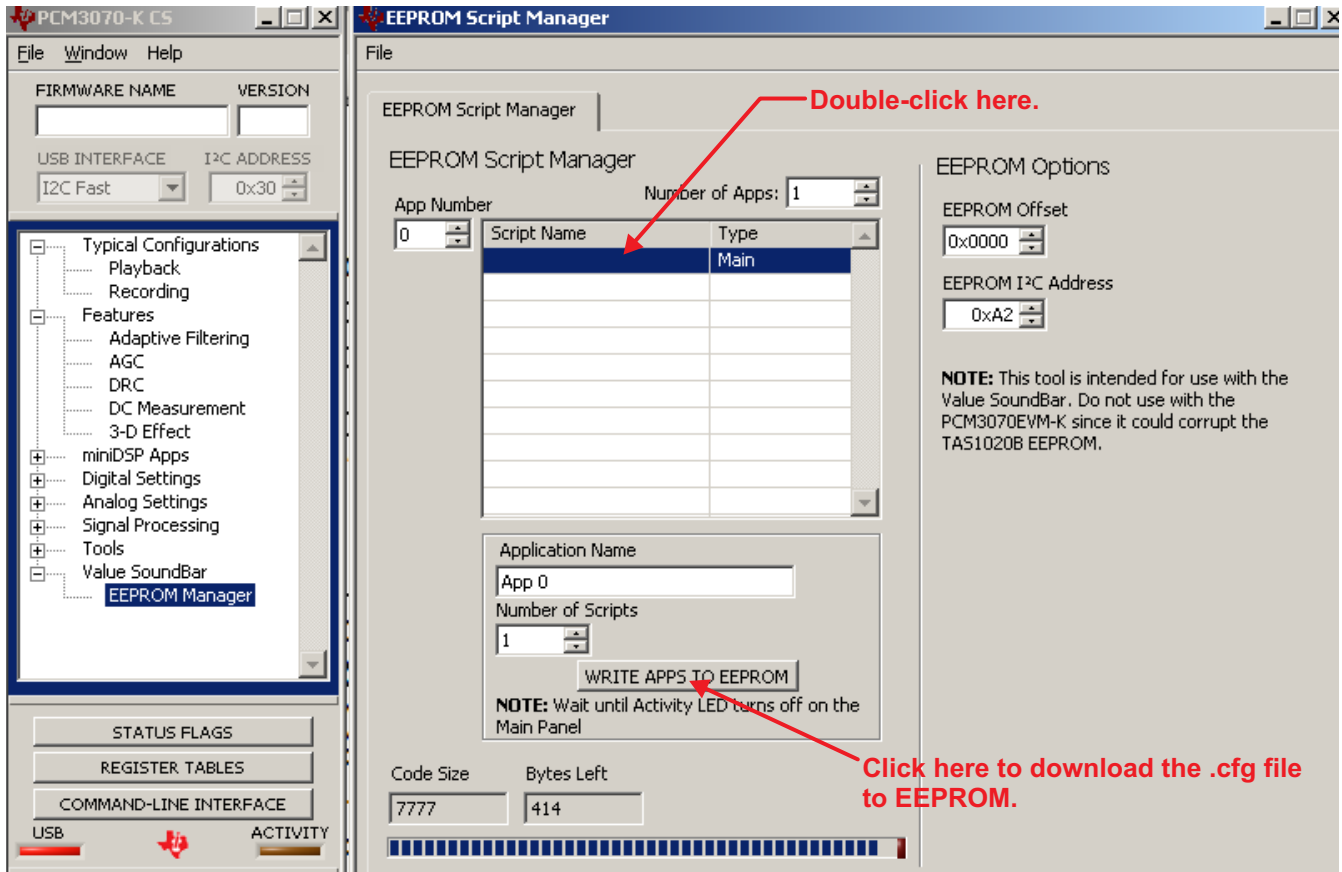 PCM3070-K CS
File Window Help
FIRMWARE NAME VERSION
USB INTERFACE I²C ADDRESS
I2C Fast 0x30
Typical Configurations
Playback
Recording
Features
Adaptive Filtering
AGC
DRC
DC Measurement
3-D Effect
miniDSP Apps
Digital Settings
Analog Settings
Signal Processing
Tools
Value SoundBar
EEPROM Manager
STATUS FLAGS
REGISTER TABLES
COMMAND-LINE INTERFACE
USB ACTIVITY
EEPROM Script Manager
File
Double-click here.
EEPROM Script Manager
EEPROM Script Manager
Number of Apps: 1
App Number
0
Script Name Type
Main
Application Name
App 0
Number of Scripts
1
WRITE APPS TO EEPROM
NOTE: Wait until Activity LED turns off on the
Main Panel
Click here to download the .cfg file
to EEPROM.
Code Size Bytes Left
7777 414
EEPROM Options
EEPROM Offset
0x0000
EEPROM I²C Address
0xA2
NOTE: This tool is intended for use with the
Value SoundBar. Do not use with the
PCM3070EVM-K since it could corrupt the
TAS1020B EEPROM.